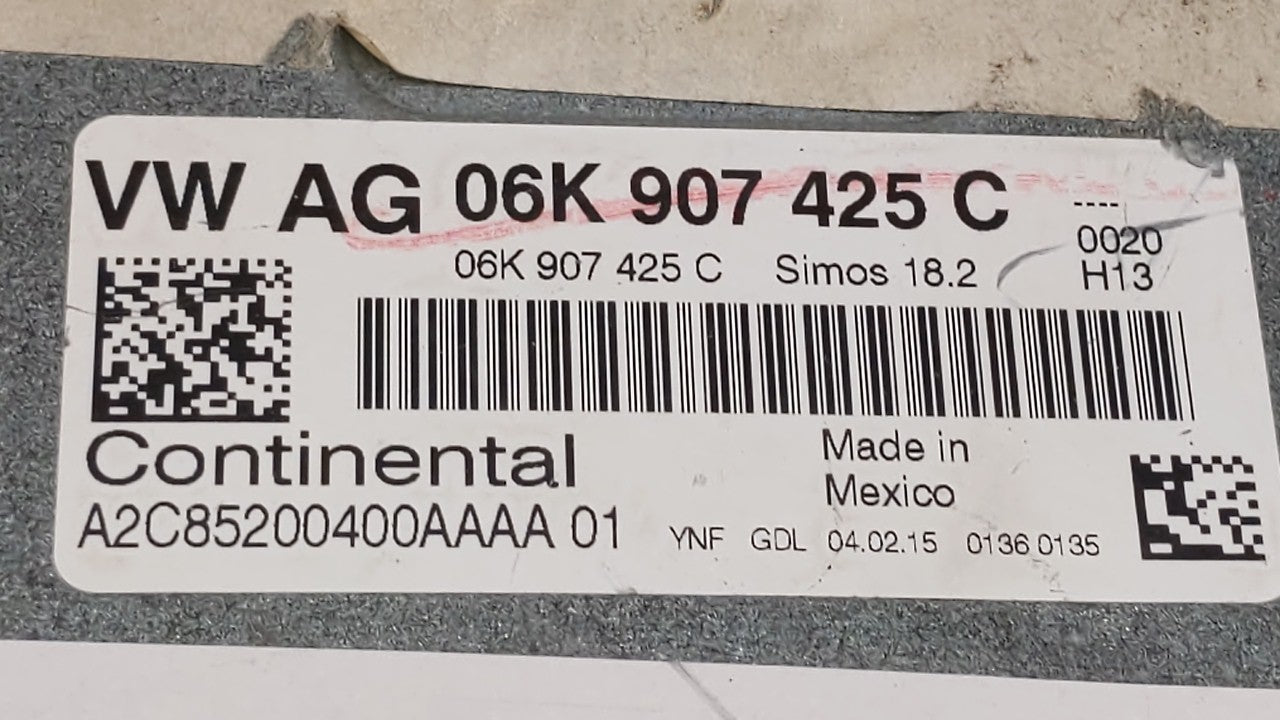 VW AG 06K 907 425 C ----
06K 907 425 C Simos 18.2 0020
H13
Continental Made in
Mexico
A2C85200400AAAA 01 YNF GDL 04.02.15 0136 0135